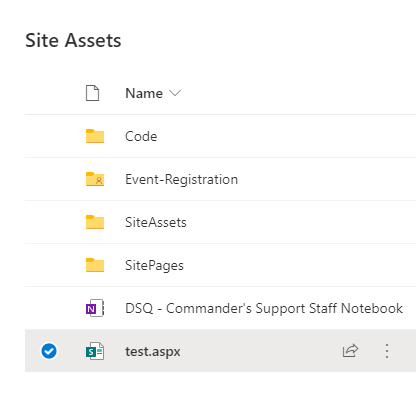 Site Assets
Name
Code
Event-Registration
SiteAssets
SitePages
DSQ - Commander's Support Staff Notebook
test.aspx